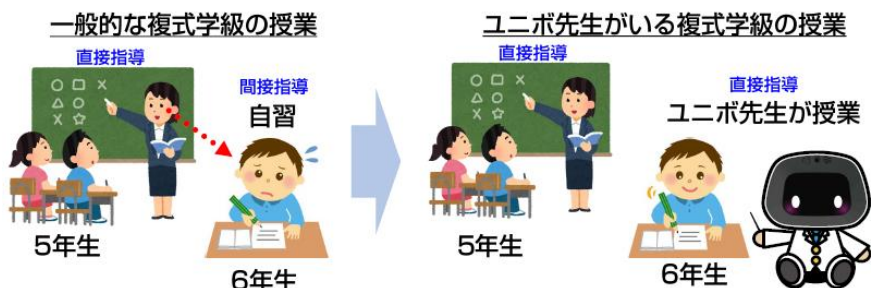 一般的な複式学級の授業
直接指導
間接指導
自習
5年生
6年生
ユニボ先生がいる複式学級の授業
直接指導
直接指導
ユニボ先生が授業
5年生
6年生